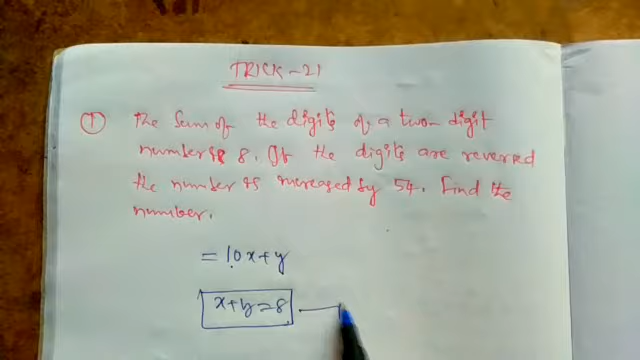 TRICK-21
① The sum of the digits of a two-digit
number is 8. If the digits are reversed
the number is increased by 54. Find the
number.
= 10x+y
x+y=8